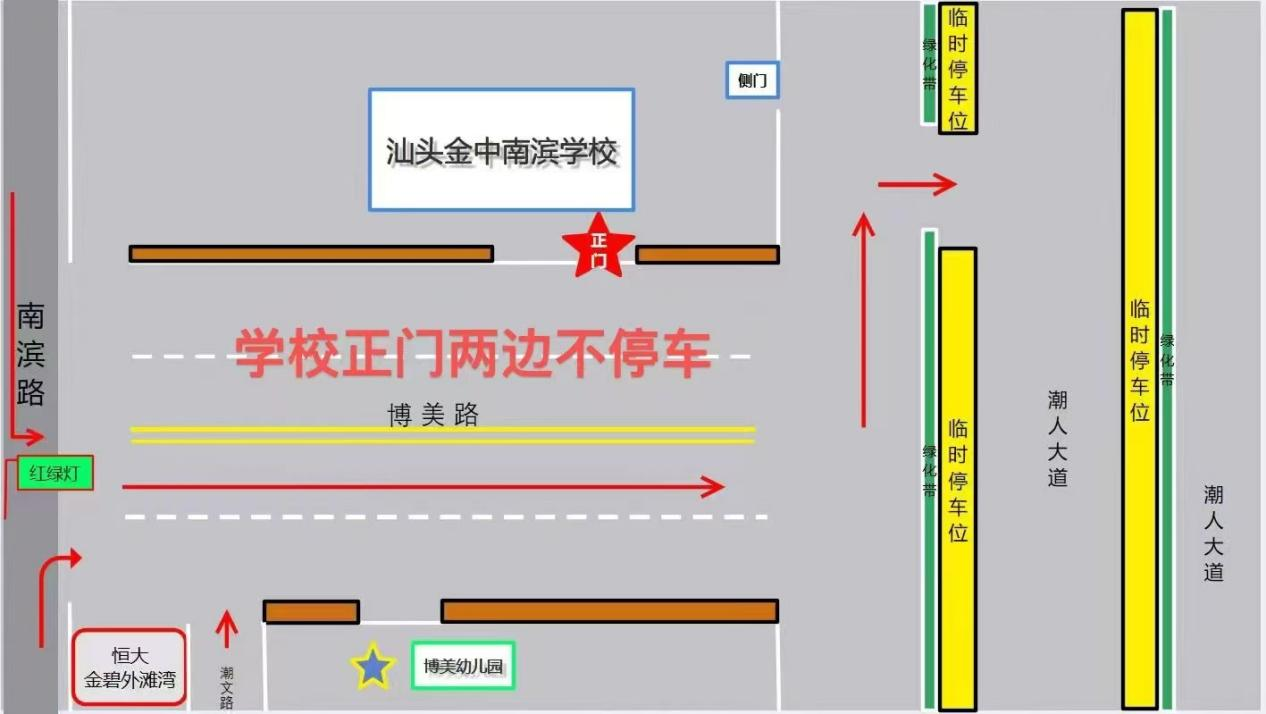 临时停车位
绿化带
侧门
汕头金中南滨学校
正门
南滨路
学校正门两边不停车
博美路
红绿灯
临时停车位
绿化带
潮人大道
临时停车位
绿化带
潮人大道
恒大
金碧外滩湾
潮文路
博美幼儿园